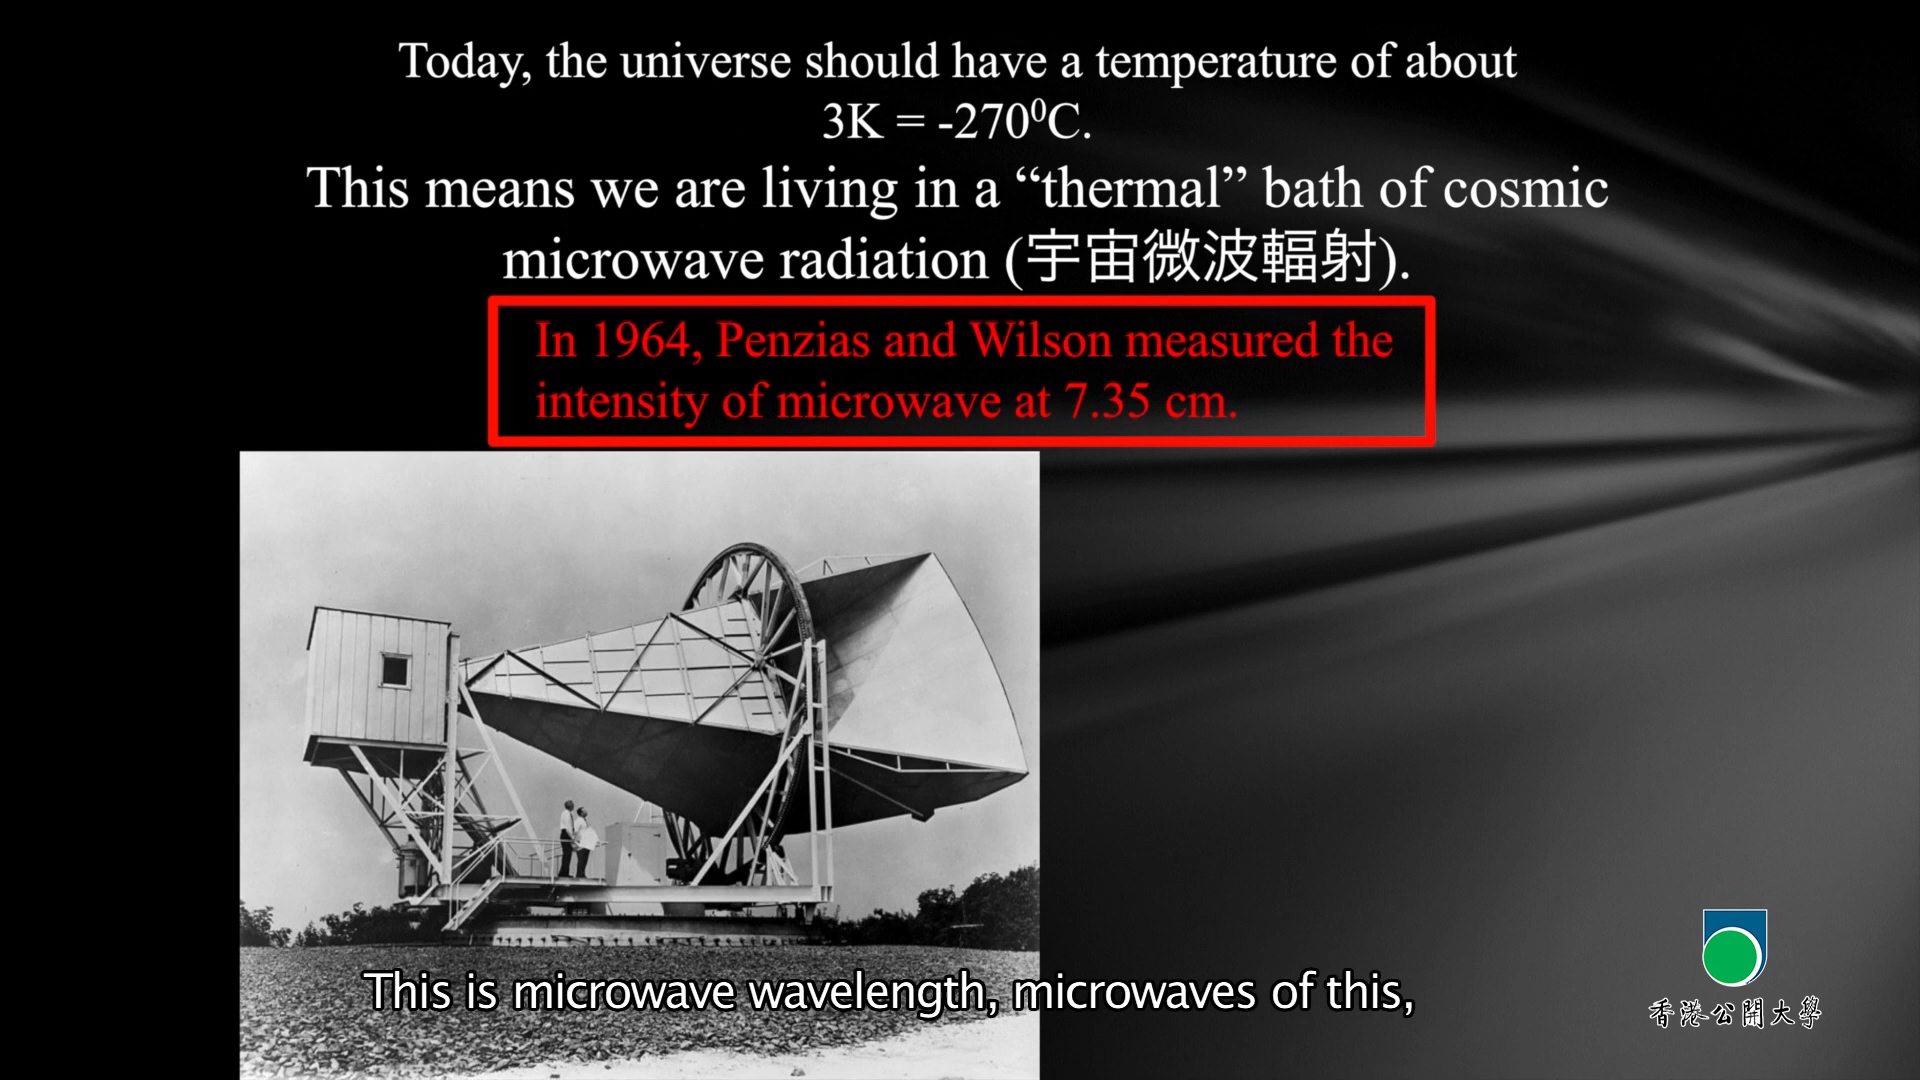 Today, the universe should have a temperature of about
3K = -270⁰C.
This means we are living in a “thermal” bath of cosmic
microwave radiation (宇宙微波輻射).
In 1964, Penzias and Wilson measured the
intensity of microwave at 7.35 cm.
This is microwave wavelength, microwaves of this,
香港公開大學